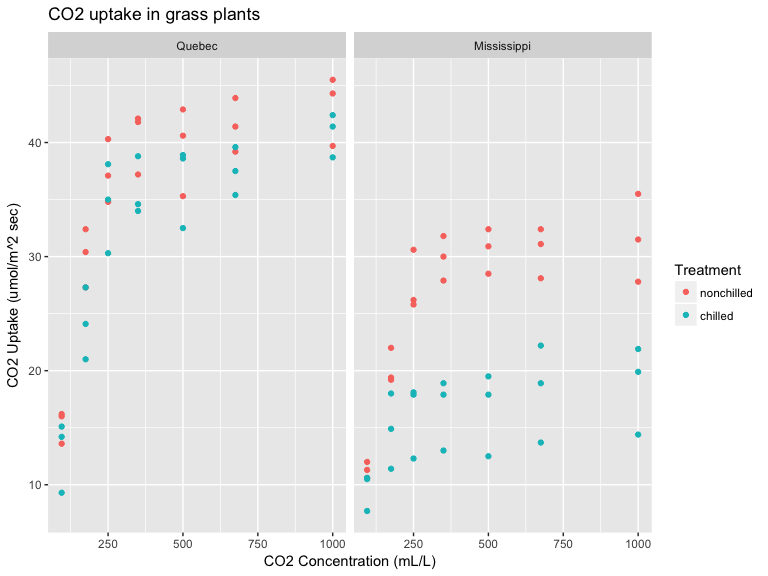 CO2 uptake in grass plants
Quebec
Mississippi
CO2 Uptake (umol/m^2 sec)
40
30
20
10
250
500
750
1000
250
500
750
1000
CO2 Concentration (mL/L)
Treatment
nonchilled
chilled